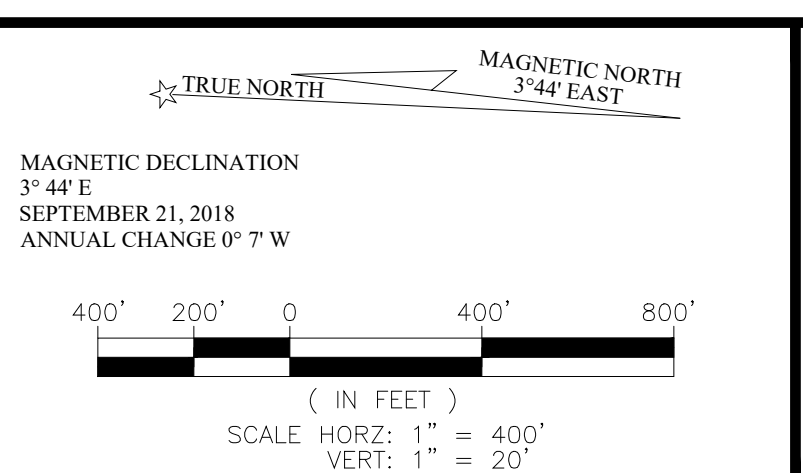 TRUE NORTH
MAGNETIC NORTH
3°44' EAST
MAGNETIC DECLINATION
3° 44' E
SEPTEMBER 21, 2018
ANNUAL CHANGE 0° 7' W
400' 200' 0 400' 800'
( IN FEET )
SCALE HORZ: 1" = 400'
VERT: 1" = 20'